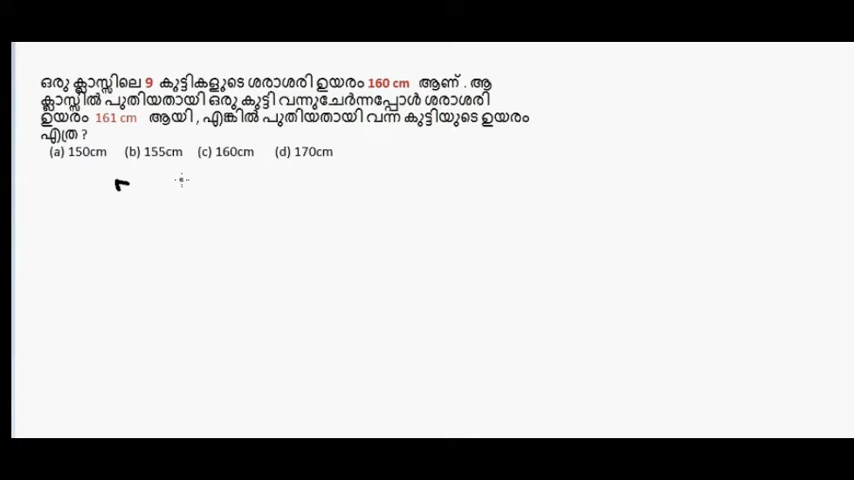 ഒരു ക്ലാസ്സിലെ 9 കുട്ടികളുടെ ശരാശരി ഉയരം 160 cm ആണ് . ആ
ക്ലാസ്സിൽ പുതിയതായി ഒരു കുട്ടി വന്നുചേർന്നപ്പോൾ ശരാശരി
ഉയരം 161 cm ആയി , എങ്കിൽ പുതിയതായി വന്ന കുട്ടിയുടെ ഉയരം
എത്ര ?
(a) 150cm (b) 155cm (c) 160cm (d) 170cm